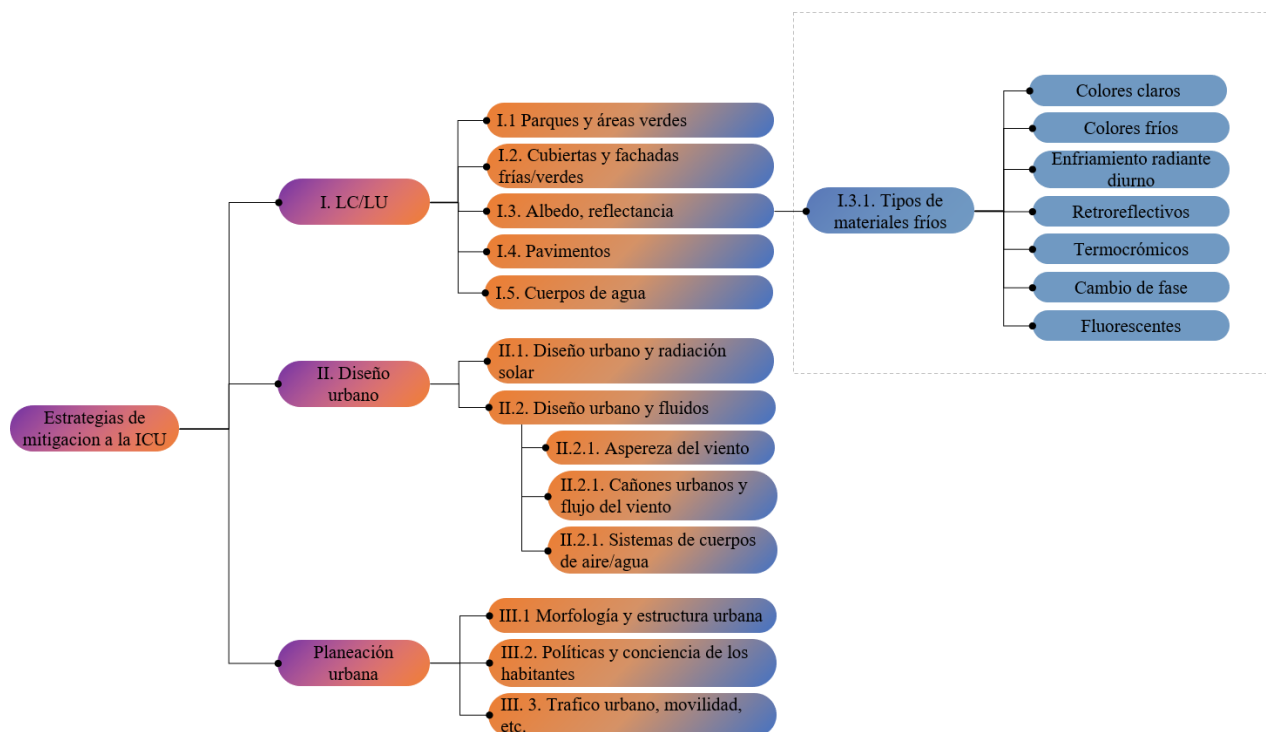 Estrategias de
mitigacion a la ICU
I. LC/LU
I.1 Parques y áreas verdes
I.2. Cubiertas y fachadas
frías/verdes
I.3. Albedo, reflectancia
I.4. Pavimentos
I.5. Cuerpos de agua
I.3.1. Tipos de
materiales fríos
Colores claros
Colores fríos
Enfriamiento radiante
diurno
Retroreflectivos
Termocrómicos
Cambio de fase
Fluorescentes
II. Diseño
urbano
II.1. Diseño urbano y radiación
solar
II.2. Diseño urbano y fluidos
II.2.1. Aspereza del viento
II.2.1. Cañones urbanos y
flujo del viento
II.2.1. Sistemas de cuerpos
de aire/agua
Planeación
urbana
III.1 Morfología y estructura urbana
III.2. Políticas y conciencia de los
habitantes
III. 3. Trafico urbano, movilidad,
etc.